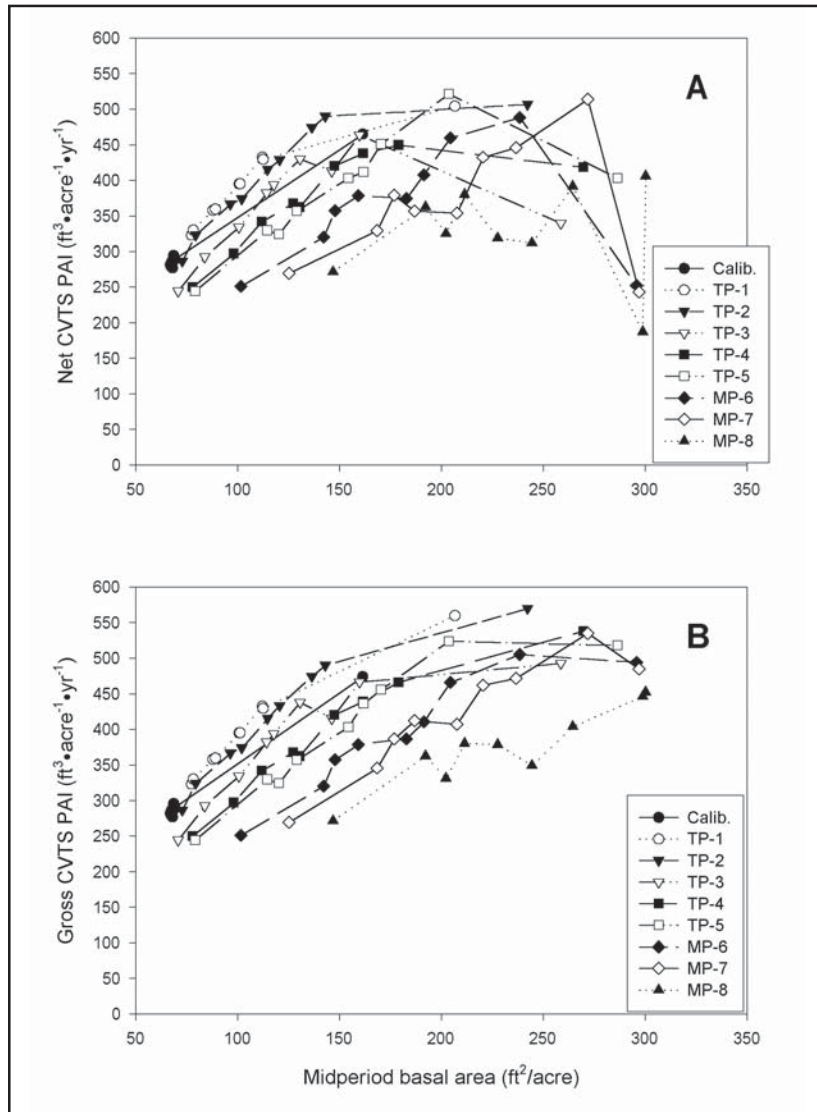 A
Net CVTS PAI (ft³•acre⁻¹•yr⁻¹)
600
550
500
450
400
350
300
250
200
150
100
50
0
50 100 150 200 250 300 350
Calib.
TP-1
TP-2
TP-3
TP-4
TP-5
MP-6
MP-7
MP-8
B
Gross CVTS PAI (ft³•acre⁻¹•yr⁻¹)
600
550
500
450
400
350
300
250
200
150
100
50
0
50 100 150 200 250 300 350
Calib.
TP-1
TP-2
TP-3
TP-4
TP-5
MP-6
MP-7
MP-8
Midperiod basal area (ft²/acre)